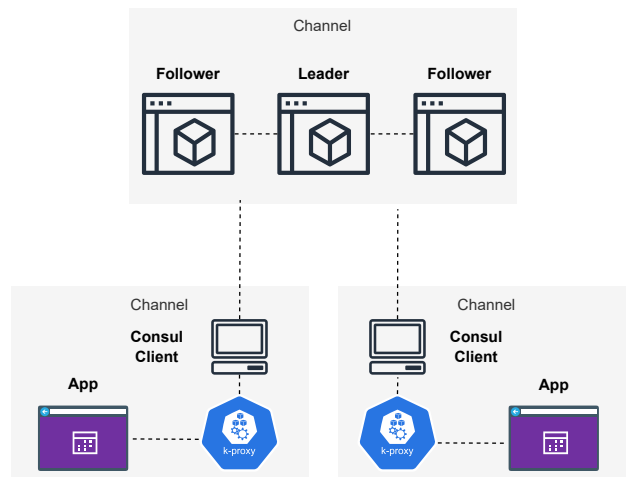 Channel
Follower
Leader
Follower
Channel
Consul
Client
App
k-proxy
Channel
Consul
Client
App
k-proxy